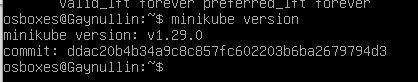 valid_lft forever preferred_lft forever
osboxes@Gaynullin:~$ minikube version
minikube version: v1.29.0
commit: ddac20b4b34a9c8c857fc602203b6ba2679794d3
osboxes@Gaynullin:~$